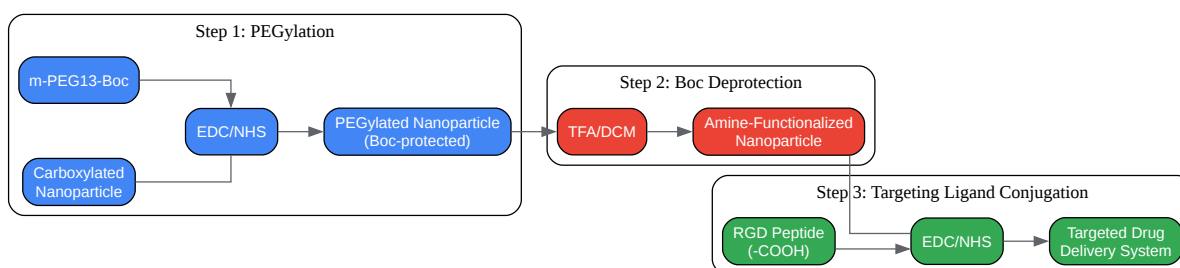 Step 1: PEGylation
m-PEG13-Boc
EDC/NHS
PEGylated Nanoparticle
(Boc-protected)
Carboxylated
Nanoparticle
Step 2: Boc Deprotection
TFA/DCM
Amine-Functionalized
Nanoparticle
Step 3: Targeting Ligand Conjugation
RGD Peptide
(-COOH)
EDC/NHS
Targeted Drug
Delivery System